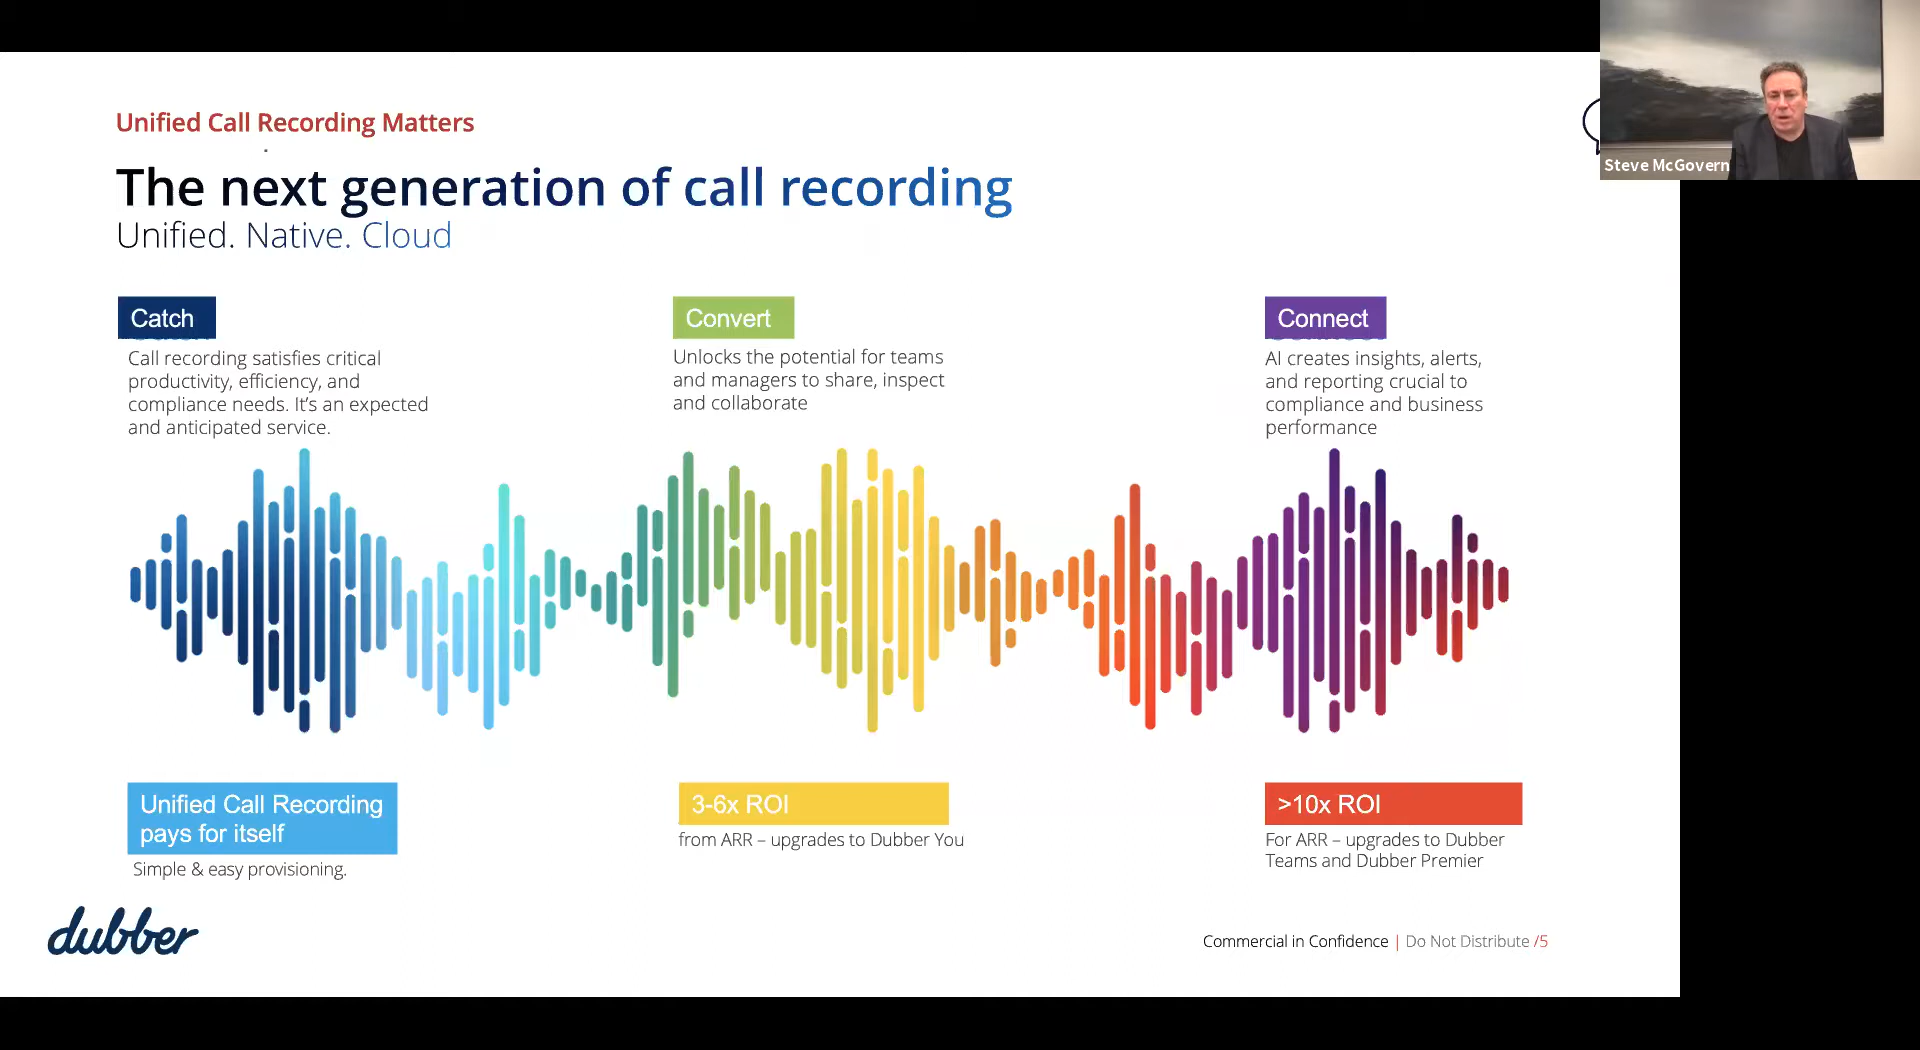 Unified Call Recording Matters
The next generation of call recording
Unified. Native. Cloud
Steve McGovern
Catch
Call recording satisfies critical
productivity, efficiency, and
compliance needs. It's an expected
and anticipated service.
Convert
Unlocks the potential for teams
and managers to share, inspect
and collaborate
Connect
AI creates insights, alerts,
and reporting crucial to
compliance and business
performance
Unified Call Recording
pays for itself
Simple & easy provisioning.
3-6x ROI
from ARR – upgrades to Dubber You
>10x ROI
For ARR – upgrades to Dubber
Teams and Dubber Premier
dubber
Commercial in Confidence | Do Not Distribute /5